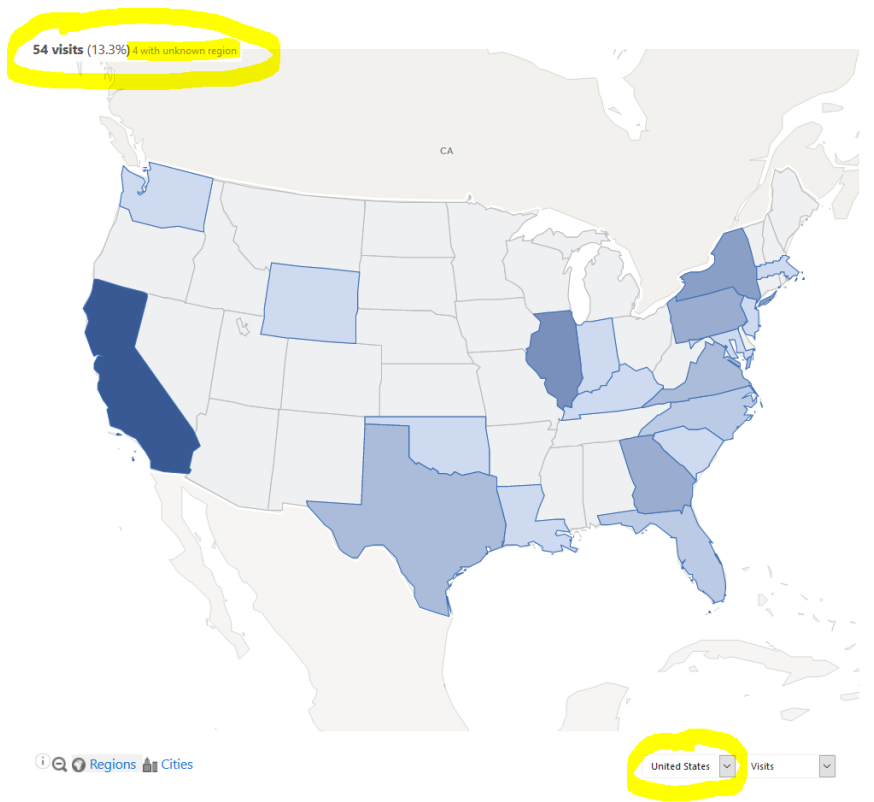 54 visits (13.3%) 4 with unknown region
CA
Regions Cities United States Visits